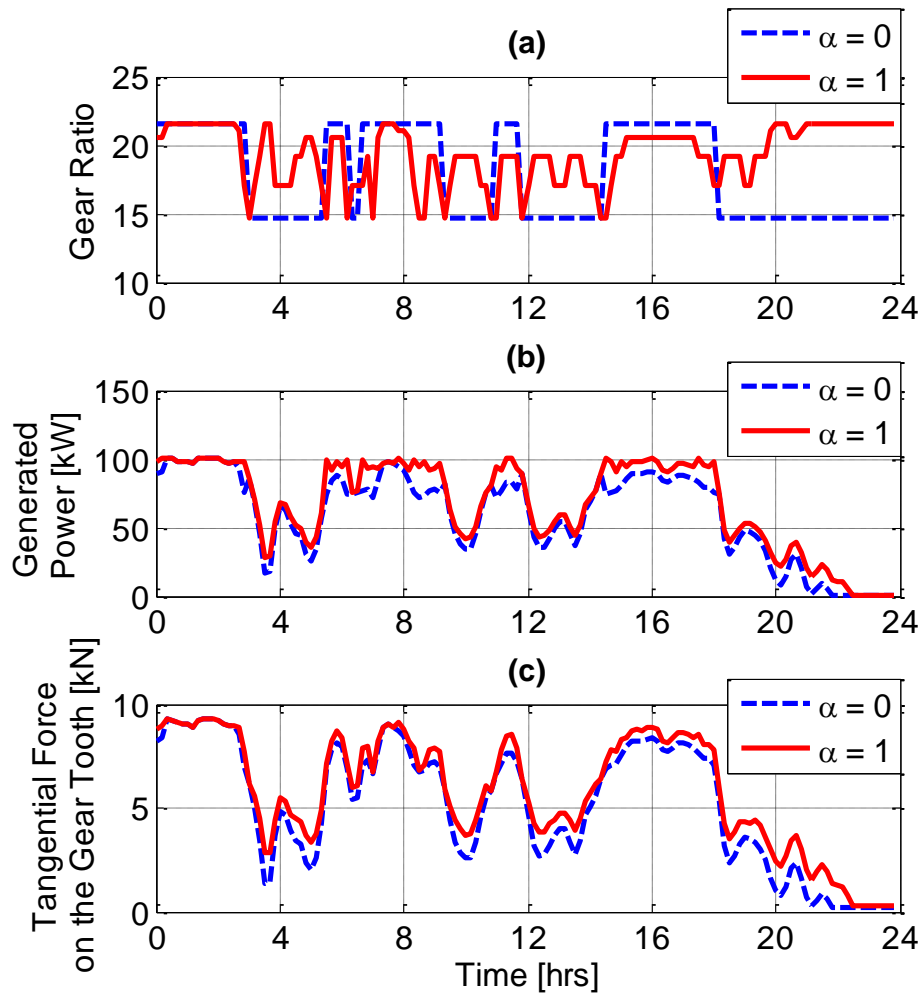 (a)
α = 0
α = 1
Gear Ratio
25
20
15
10
0 4 8 12 16 20 24
(b)
α = 0
α = 1
Generated
Power [kW]
150
100
50
0
0 4 8 12 16 20 24
(c)
α = 0
α = 1
Tangential Force
on the Gear Tooth [kN]
10
5
0
0 4 8 12 16 20 24
Time [hrs]